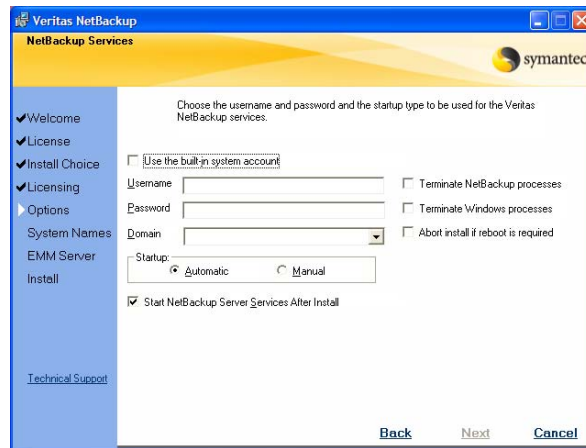 Veritas NetBackup
NetBackup Services
symantec
Choose the username and password and the startup type to be used for the Veritas
NetBackup services.
Welcome
License
Install Choice
Licensing
Options
System Names
EMM Server
Install
Technical Support
Use the built-in system account
Username
Password
Domain
Terminate NetBackup processes
Terminate Windows processes
Abort install if reboot is required
Startup:
Automatic
Manual
Start NetBackup Server Services After Install
Back
Next
Cancel